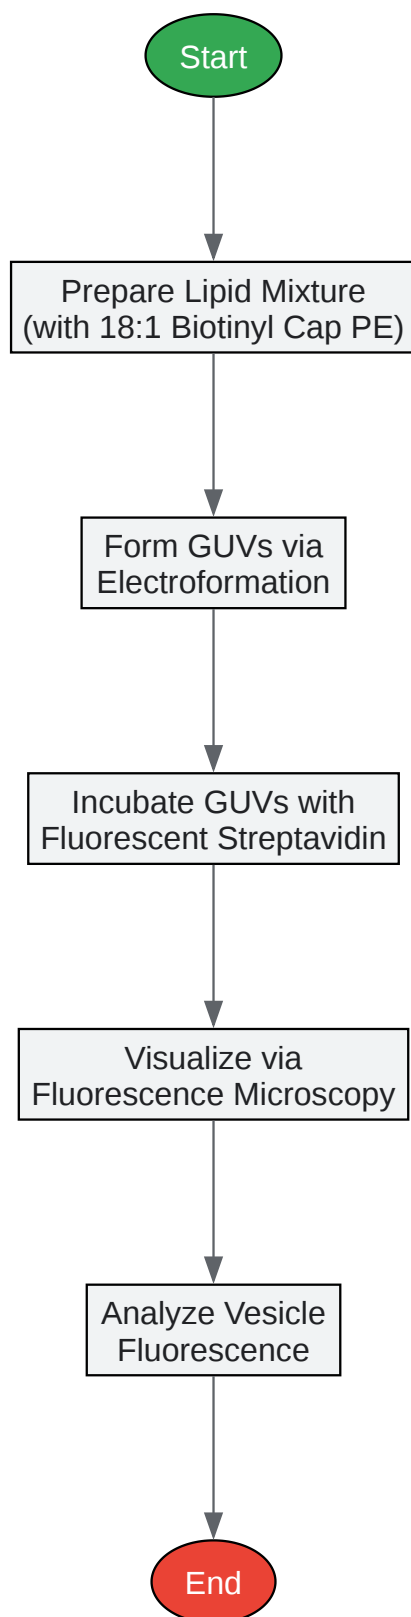 Start
Prepare Lipid Mixture
(with 18:1 Biotinyl Cap PE)
Form GUVs via
Electroformation
Incubate GUVs with
Fluorescent Streptavidin
Visualize via
Fluorescence Microscopy
Analyze Vesicle
Fluorescence
End